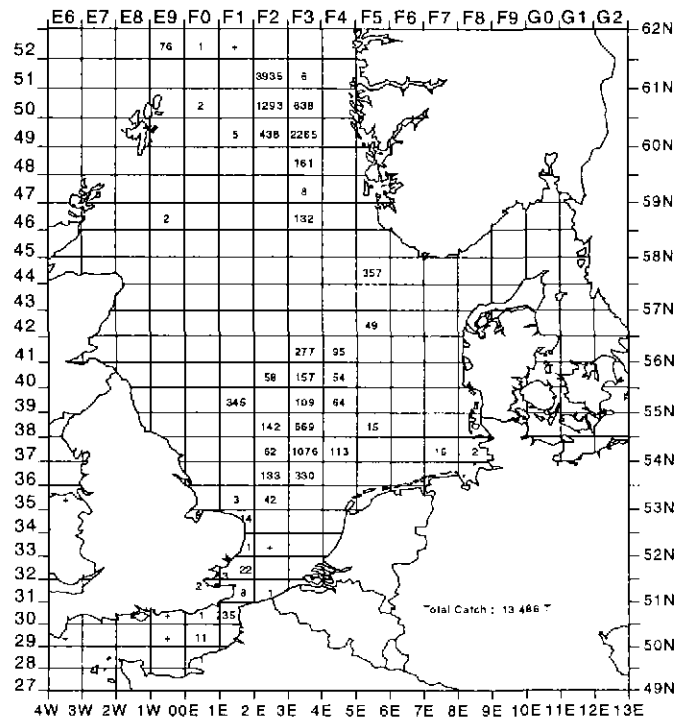 E6 E7 E8 E9 F0 F1 F2 F3 F4 F5 F6 F7 F8 F9 G0 G1 G2
62N
52 76 1 +
51 3935 6 61N
50 2 1293 638
49 5 438 2265 60N
48 161
47 8 59N
46 2 132
45 58N
44 357
43 57N
42 49
41 277 95 56N
40 58 157 54
39 345 109 64 55N
38 142 569 15
37 62 1076 113 16 2 54N
36 133 330
35 + 3 42 53N
34 14
33 1 + 52N
32 22
31 2 8 1 51N
30 + 1 35 Total Catch : 13 486 T
29 + + 11 50N
28
27 49N
4W 3W 2W 1W 00E 1E 2E 3E 4E 5E 6E 7E 8E 9E 10E 11E 12E 13E